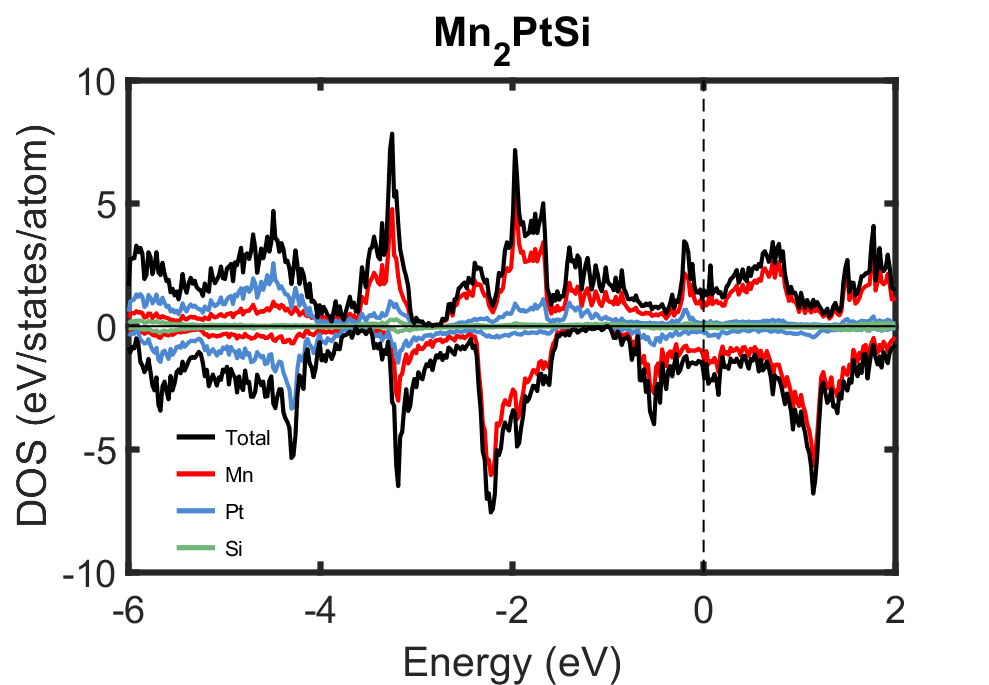 Mn2PtSi
10
5
0
-5
-10
DOS (eV/states/atom)
Total
Mn
Pt
Si
-6 -4 -2 0 2
Energy (eV)